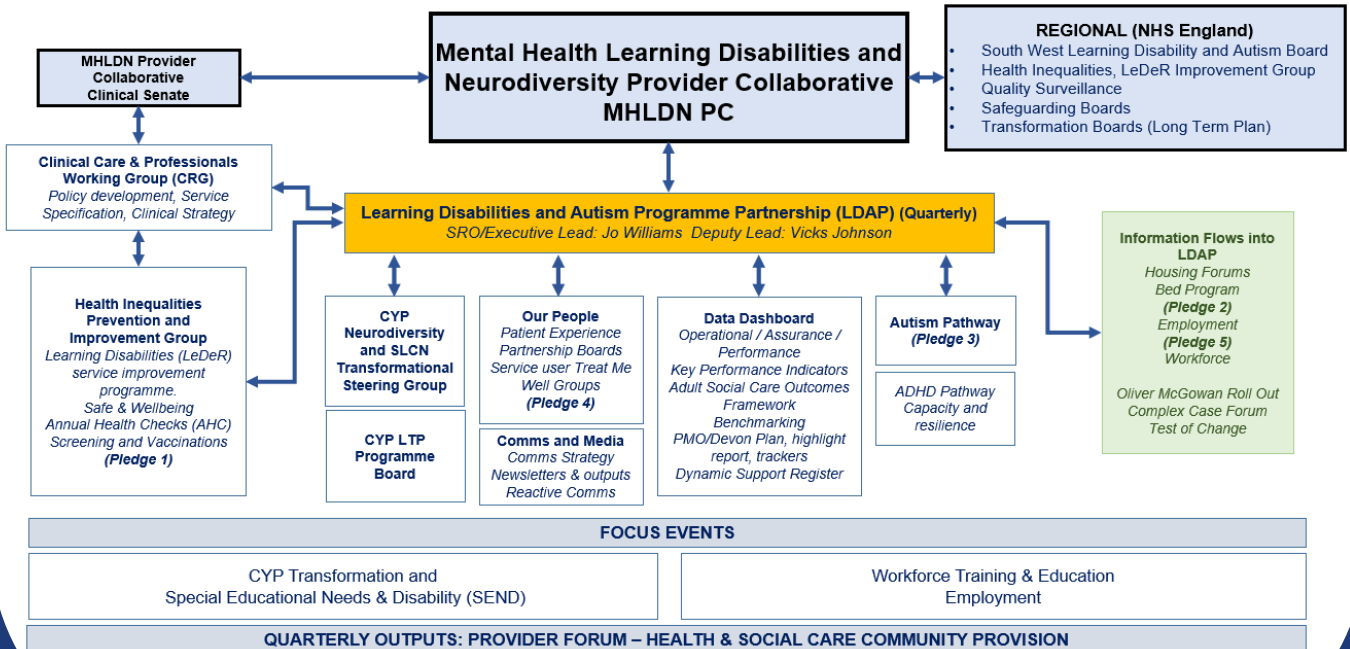 MHLDN Provider
Collaborative
Clinical Senate
Mental Health Learning Disabilities and
Neurodiversity Provider Collaborative
MHLDN PC
REGIONAL (NHS England)
• South West Learning Disability and Autism Board
• Health Inequalities, LeDeR Improvement Group
• Quality Surveillance
• Safeguarding Boards
• Transformation Boards (Long Term Plan)
Clinical Care & Professionals
Working Group (CRG)
Policy development, Service
Specification, Clinical Strategy
Learning Disabilities and Autism Programme Partnership (LDAP) (Quarterly)
SRO/Executive Lead: Jo Williams Deputy Lead: Vicks Johnson
Health Inequalities
Prevention and
Improvement Group
Learning Disabilities (LeDeR)
service improvement
programme.
Safe & Wellbeing
Annual Health Checks (AHC)
Screening and Vaccinations
(Pledge 1)
CYP
Neurodiversity
and SLCN
Transformational
Steering Group
CYP LTP
Programme
Board
Our People
Patient Experience
Partnership Boards
Service user Treat Me
Well Groups
(Pledge 4)
Comms and Media
Comms Strategy
Newsletters & outputs
Reactive Comms
Data Dashboard
Operational / Assurance /
Performance
Key Performance Indicators
Adult Social Care Outcomes
Framework
Benchmarking
PMO/Devon Plan, highlight
report, trackers
Dynamic Support Register
Autism Pathway
(Pledge 3)
ADHD Pathway
Capacity and
resilience
Information Flows into
LDAP
Housing Forums
Bed Program
(Pledge 2)
Employment
(Pledge 5)
Workforce
Oliver McGowan Roll Out
Complex Case Forum
Test of Change
FOCUS EVENTS
CYP Transformation and
Special Educational Needs & Disability (SEND)
Workforce Training & Education
Employment
QUARTERLY OUTPUTS: PROVIDER FORUM – HEALTH & SOCIAL CARE COMMUNITY PROVISION